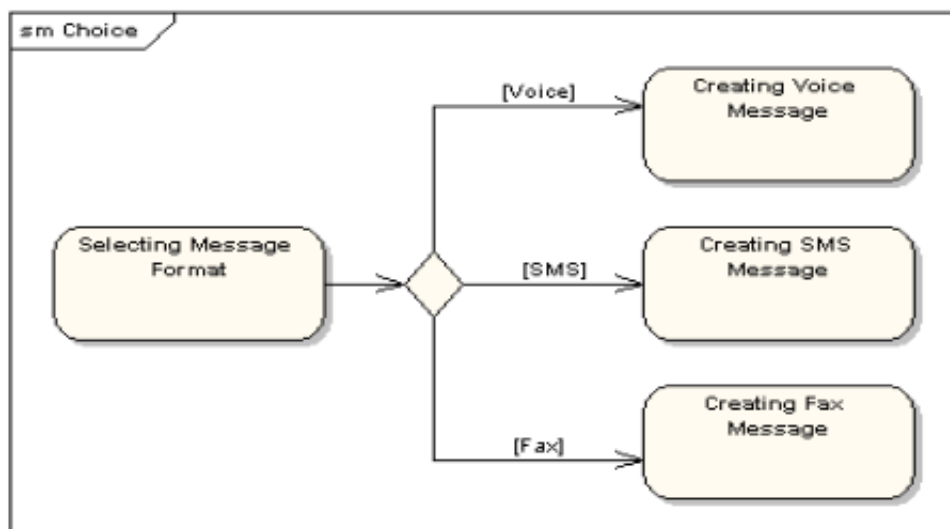 sm Choice
[Voice]
Creating Voice
Message
Selecting Message
Format
[SMS]
Creating SMS
Message
[Fax]
Creating Fax
Message